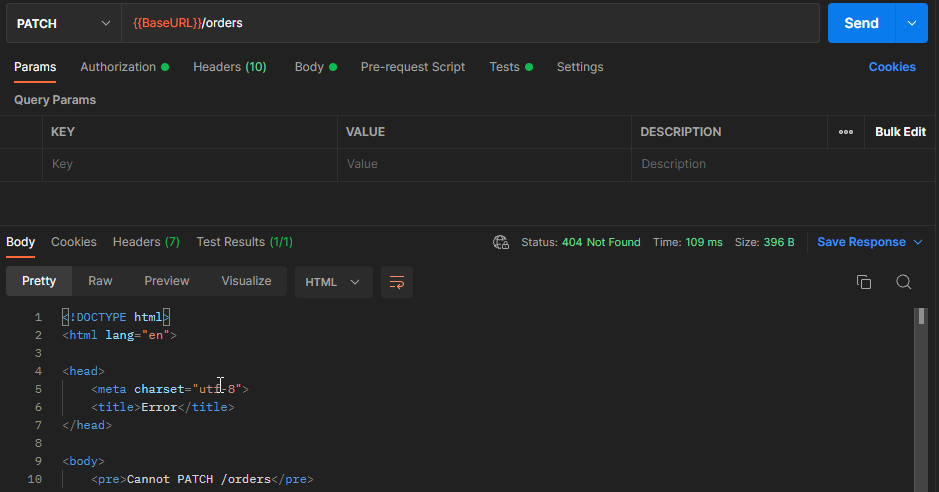 PATCH {{BaseURL}}/orders Send
Params Authorization Headers (10) Body Pre-request Script Tests Settings Cookies
Query Params
KEY VALUE DESCRIPTION ooo Bulk Edit
Key Value Description
Body Cookies Headers (7) Test Results (1/1) Status: 404 Not Found Time: 109 ms Size: 396 B Save Response
Pretty Raw Preview Visualize HTML
1 <!DOCTYPE html>
2 <html lang="en">
3
4 <head>
5 <meta charset="utf-8">
6 <title>Error</title>
7 </head>
8
9 <body>
10 <pre>Cannot PATCH /orders</pre>